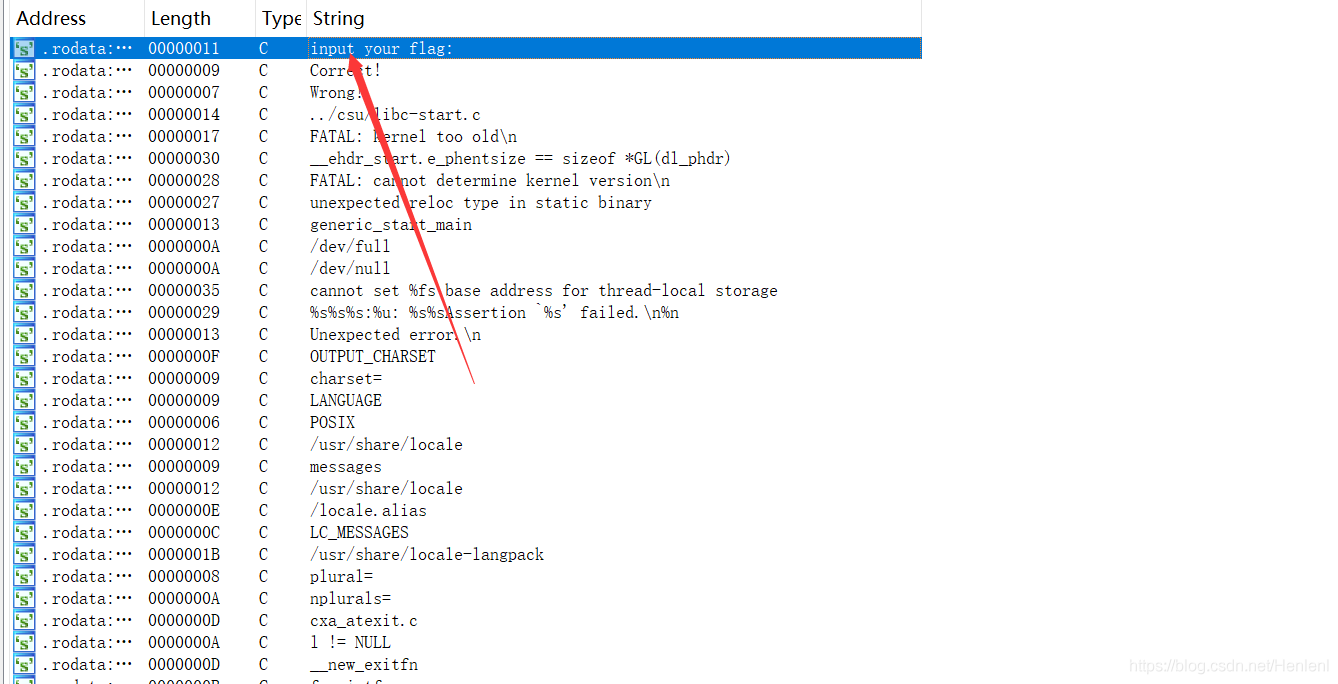 Address Length Type String
's' .rodata:··· 00000011 C input your flag:
's' .rodata:··· 00000009 C Correct!
's' .rodata:··· 00000007 C Wrong!
's' .rodata:··· 00000014 C ../csu/libc-start.c
's' .rodata:··· 00000017 C FATAL: kernel too old\n
's' .rodata:··· 00000030 C __ehdr_start.e_phentsize == sizeof *GL(dl_phdr)
's' .rodata:··· 00000028 C FATAL: cannot determine kernel version\n
's' .rodata:··· 00000027 C unexpected reloc type in static binary
's' .rodata:··· 00000013 C generic_start_main
's' .rodata:··· 0000000A C /dev/full
's' .rodata:··· 0000000A C /dev/null
's' .rodata:··· 00000035 C cannot set %fs base address for thread-local storage
's' .rodata:··· 00000029 C %s%s%s:%u: %s%sAssertion `%s' failed.\n%n
's' .rodata:··· 00000013 C Unexpected error.\n
's' .rodata:··· 0000000F C OUTPUT_CHARSET
's' .rodata:··· 00000009 C charset=
's' .rodata:··· 00000009 C LANGUAGE
's' .rodata:··· 00000006 C POSIX
's' .rodata:··· 00000012 C /usr/share/locale
's' .rodata:··· 00000009 C messages
's' .rodata:··· 00000012 C /usr/share/locale
's' .rodata:··· 0000000E C /locale.alias
's' .rodata:··· 0000000C C LC_MESSAGES
's' .rodata:··· 0000001B C /usr/share/locale-langpack
's' .rodata:··· 00000008 C plural=
's' .rodata:··· 0000000A C nplurals=
's' .rodata:··· 0000000D C cxa_atexit.c
's' .rodata:··· 0000000A C l != NULL
's' .rodata:··· 0000000D C __new_exitfn
https://blog.csdn.net/Henlenl